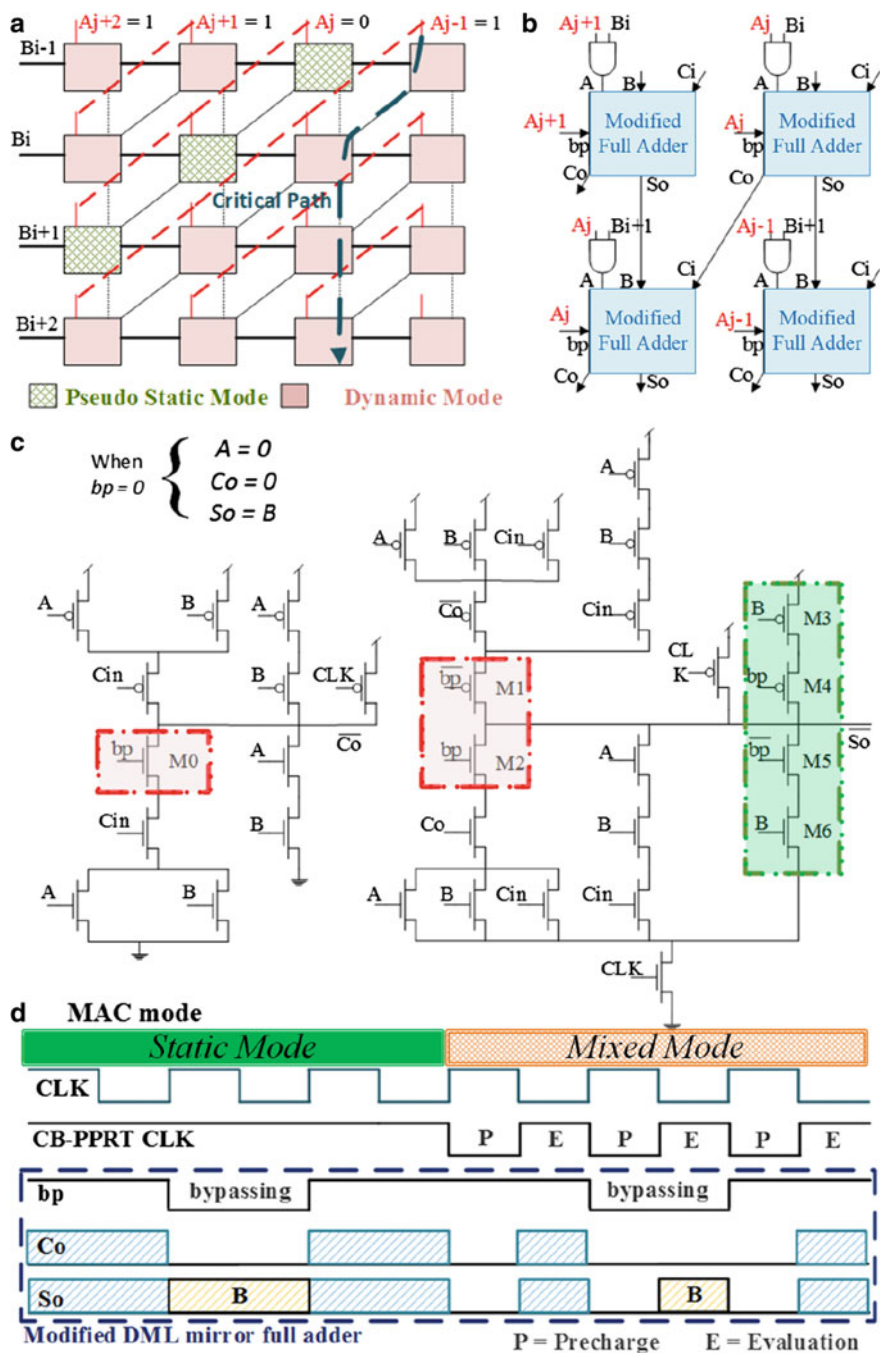 a
Aj+2 = 1
Aj+1 = 1
Aj = 0
Aj-1 = 1
Bi-1
Bi
Critical Path
Bi+1
Bi+2
Pseudo Static Mode
Dynamic Mode
b
Aj+1 Bi
Aj Bi
A B Ci
A B Ci
Aj+1
bp
Modified
Full Adder
Aj
bp
Modified
Full Adder
Co So
Co So
Aj Bi+1
Aj-1 Bi+1
A B Ci
A B Ci
Aj
bp
Modified
Full Adder
Aj-1
bp
Modified
Full Adder
Co So
Co So
c
When
bp = 0
{
A = 0
Co = 0
So = B
A
B
A
Cin
B
CLK
bp M0
A
C̅o̅
Cin
B
A
B
A
B
Cin
A
B
C̅o̅
Cin
b̅p̅ M1
CL
K
bp M2
A
Co
B
A
B
Cin
Cin
CLK
B M3
bp M4
S̅o̅
b̅p̅ M5
B M6
d
MAC mode
Static Mode
Mixed Mode
CLK
CB-PPRT CLK
P E P E P E
bp
bypassing
bypassing
Co
So
B
B
Modified DML mirror full adder
P = Precharge E = Evaluation